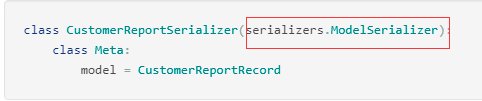 class CustomerReportSerializer(serializers.ModelSerializer):
    class Meta:
        model = CustomerReportRecord